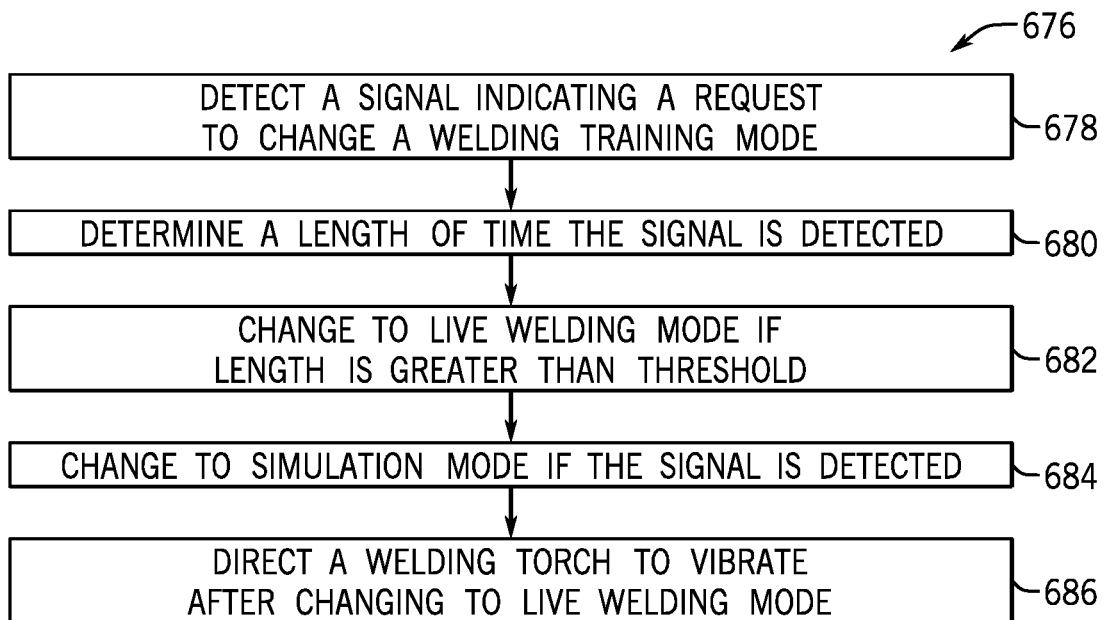 676
DETECT A SIGNAL INDICATING A REQUEST
TO CHANGE A WELDING TRAINING MODE
678
DETERMINE A LENGTH OF TIME THE SIGNAL IS DETECTED
680
CHANGE TO LIVE WELDING MODE IF
LENGTH IS GREATER THAN THRESHOLD
682
CHANGE TO SIMULATION MODE IF THE SIGNAL IS DETECTED
684
DIRECT A WELDING TORCH TO VIBRATE
AFTER CHANGING TO LIVE WELDING MODE
686